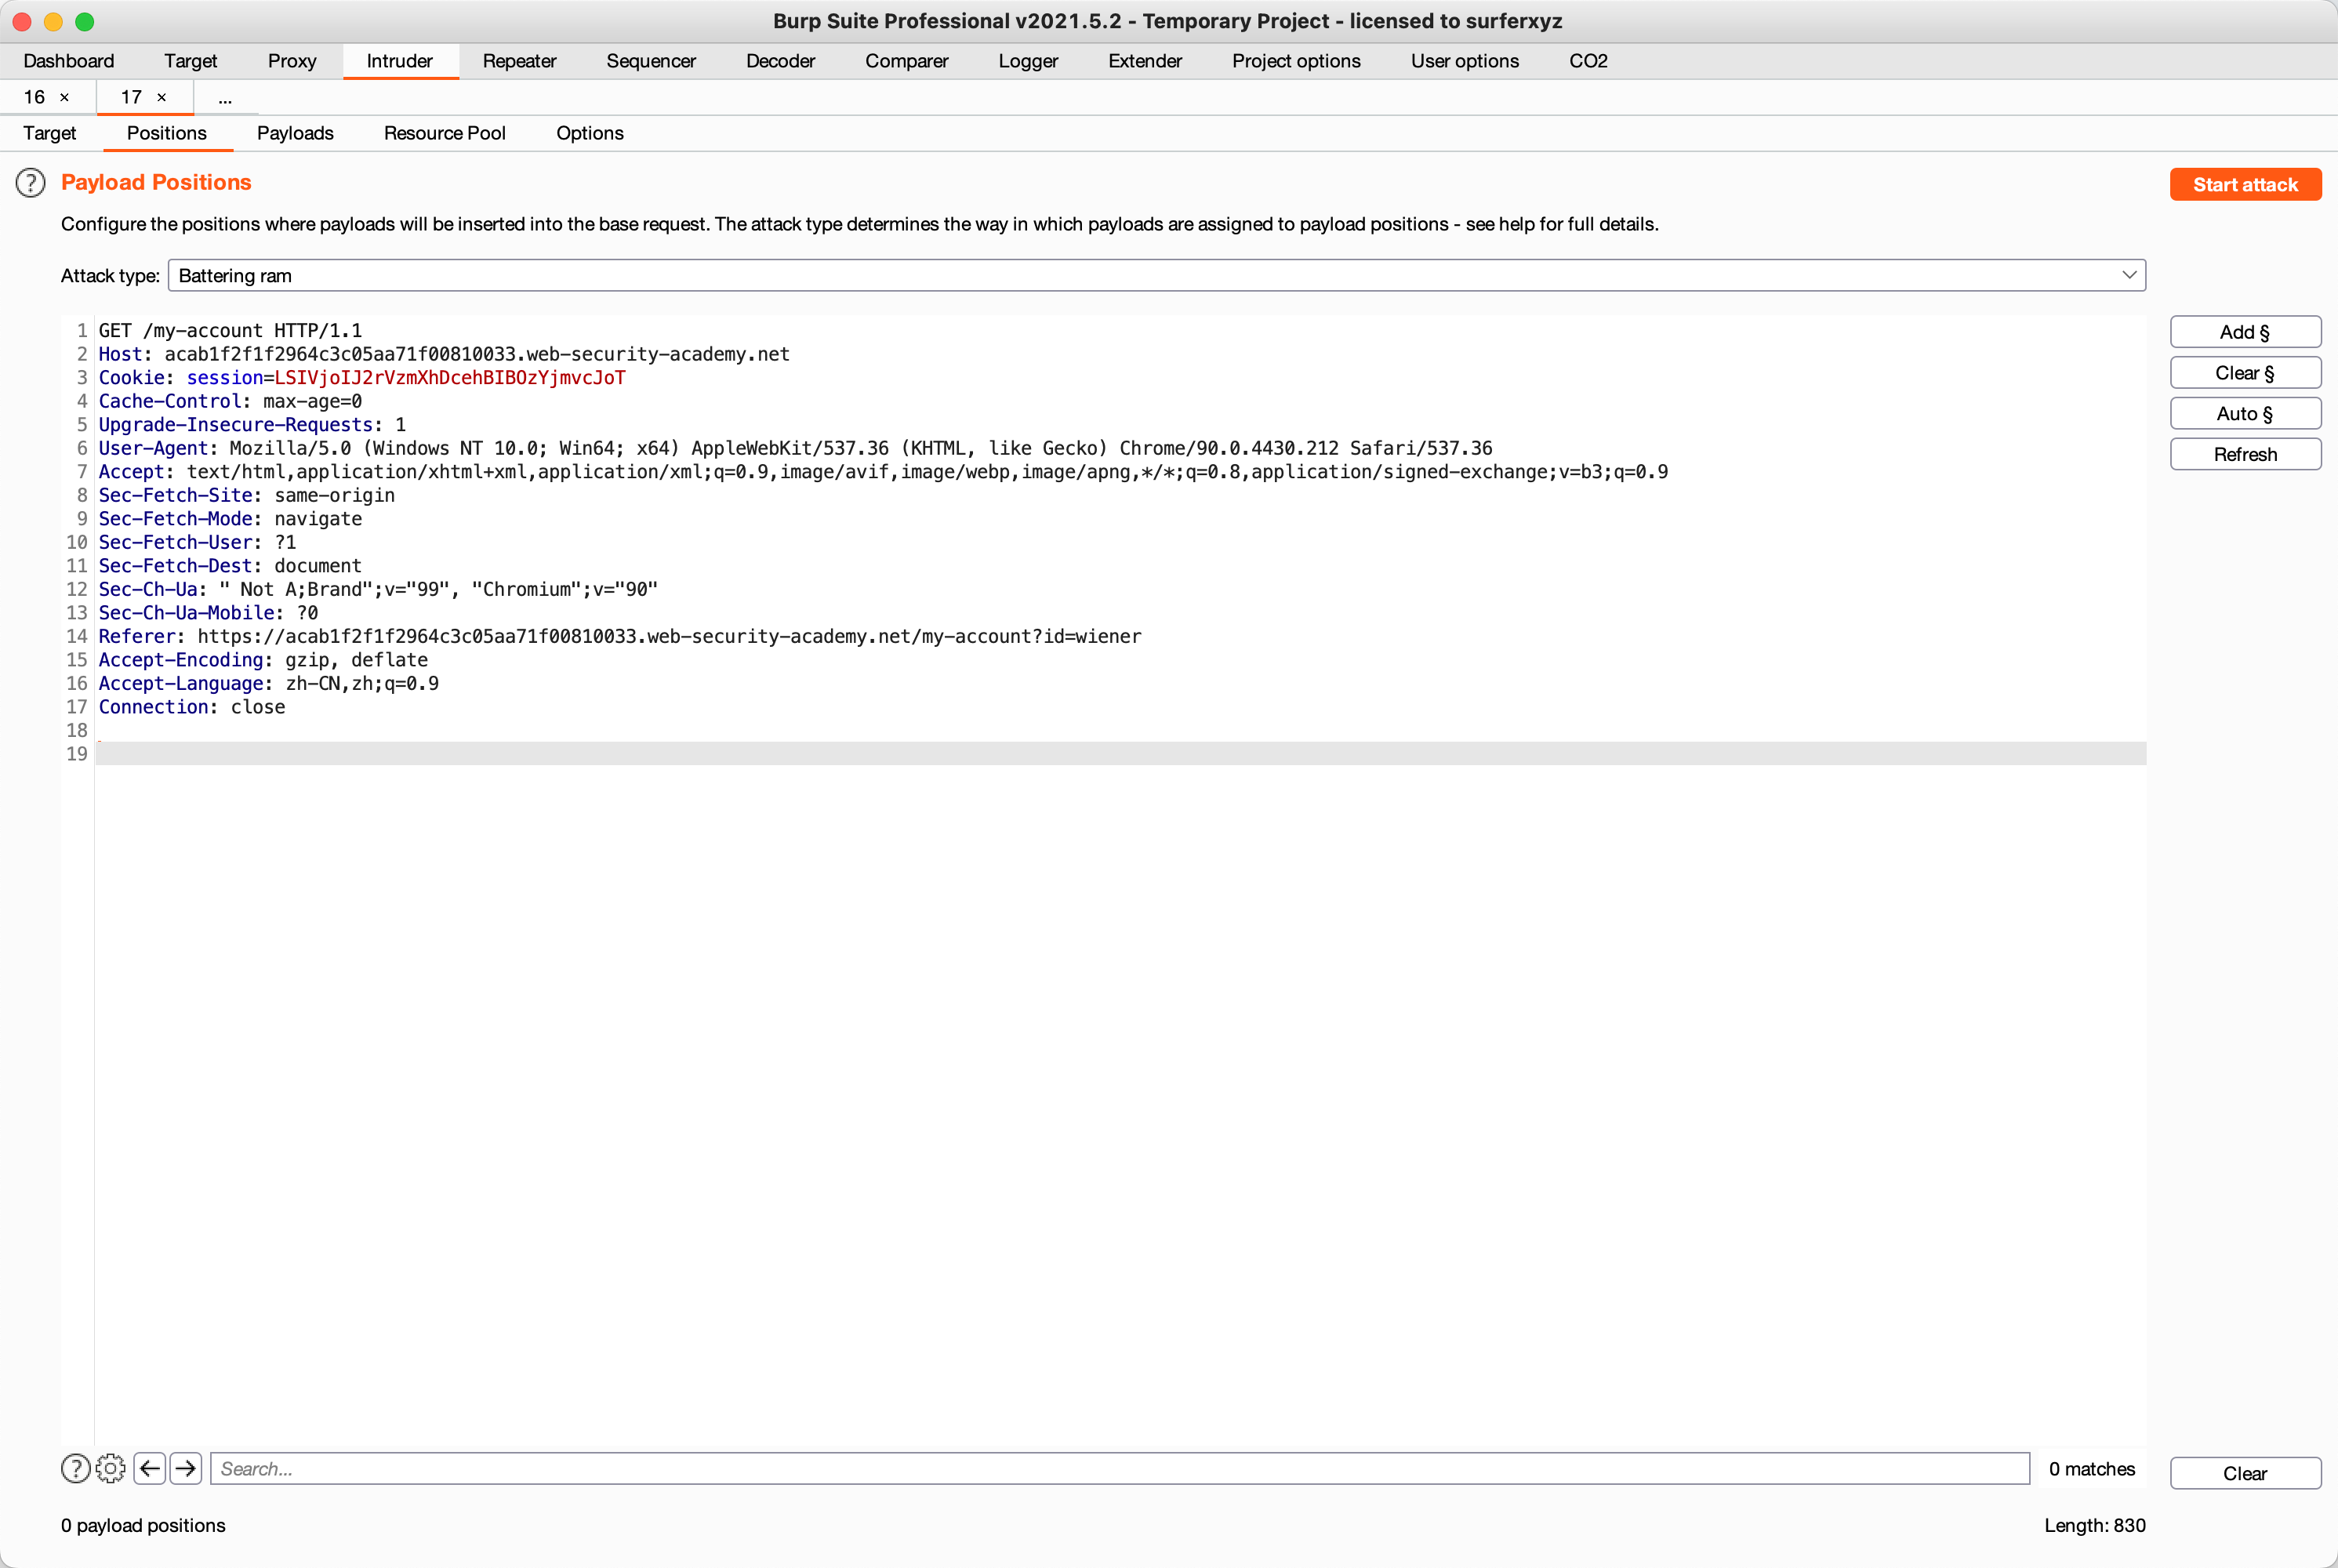 Burp Suite Professional v2021.5.2 - Temporary Project - licensed to surferxyz
Dashboard Target Proxy Intruder Repeater Sequencer Decoder Comparer Logger Extender Project options User options CO2
16 × 17 × ...
Target Positions Payloads Resource Pool Options
? Payload Positions Start attack
Configure the positions where payloads will be inserted into the base request. The attack type determines the way in which payloads are assigned to payload positions - see help for full details.
Attack type: Battering ram
1 GET /my-account HTTP/1.1
2 Host: acab1f2f1f2964c3c05aa71f00810033.web-security-academy.net
3 Cookie: session=LSIVjoIJ2rVzmXhDcehBIBOzYjmvcJoT
4 Cache-Control: max-age=0
5 Upgrade-Insecure-Requests: 1
6 User-Agent: Mozilla/5.0 (Windows NT 10.0; Win64; x64) AppleWebKit/537.36 (KHTML, like Gecko) Chrome/90.0.4430.212 Safari/537.36
7 Accept: text/html,application/xhtml+xml,application/xml;q=0.9,image/avif,image/webp,image/apng,*/*;q=0.8,application/signed-exchange;v=b3;q=0.9
8 Sec-Fetch-Site: same-origin
9 Sec-Fetch-Mode: navigate
10 Sec-Fetch-User: ?1
11 Sec-Fetch-Dest: document
12 Sec-Ch-Ua: " Not A;Brand";v="99", "Chromium";v="90"
13 Sec-Ch-Ua-Mobile: ?0
14 Referer: https://acab1f2f1f2964c3c05aa71f00810033.web-security-academy.net/my-account?id=wiener
15 Accept-Encoding: gzip, deflate
16 Accept-Language: zh-CN,zh;q=0.9
17 Connection: close
18
19
Add §
Clear §
Auto §
Refresh
? Search... 0 matches Clear
0 payload positions Length: 830